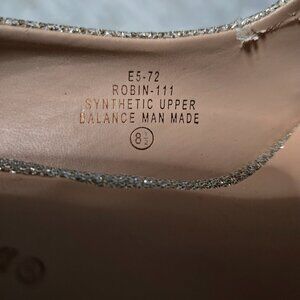 E5-72
ROBIN-111
SYNTHETIC UPPER
BALANCE MAN MADE
8½